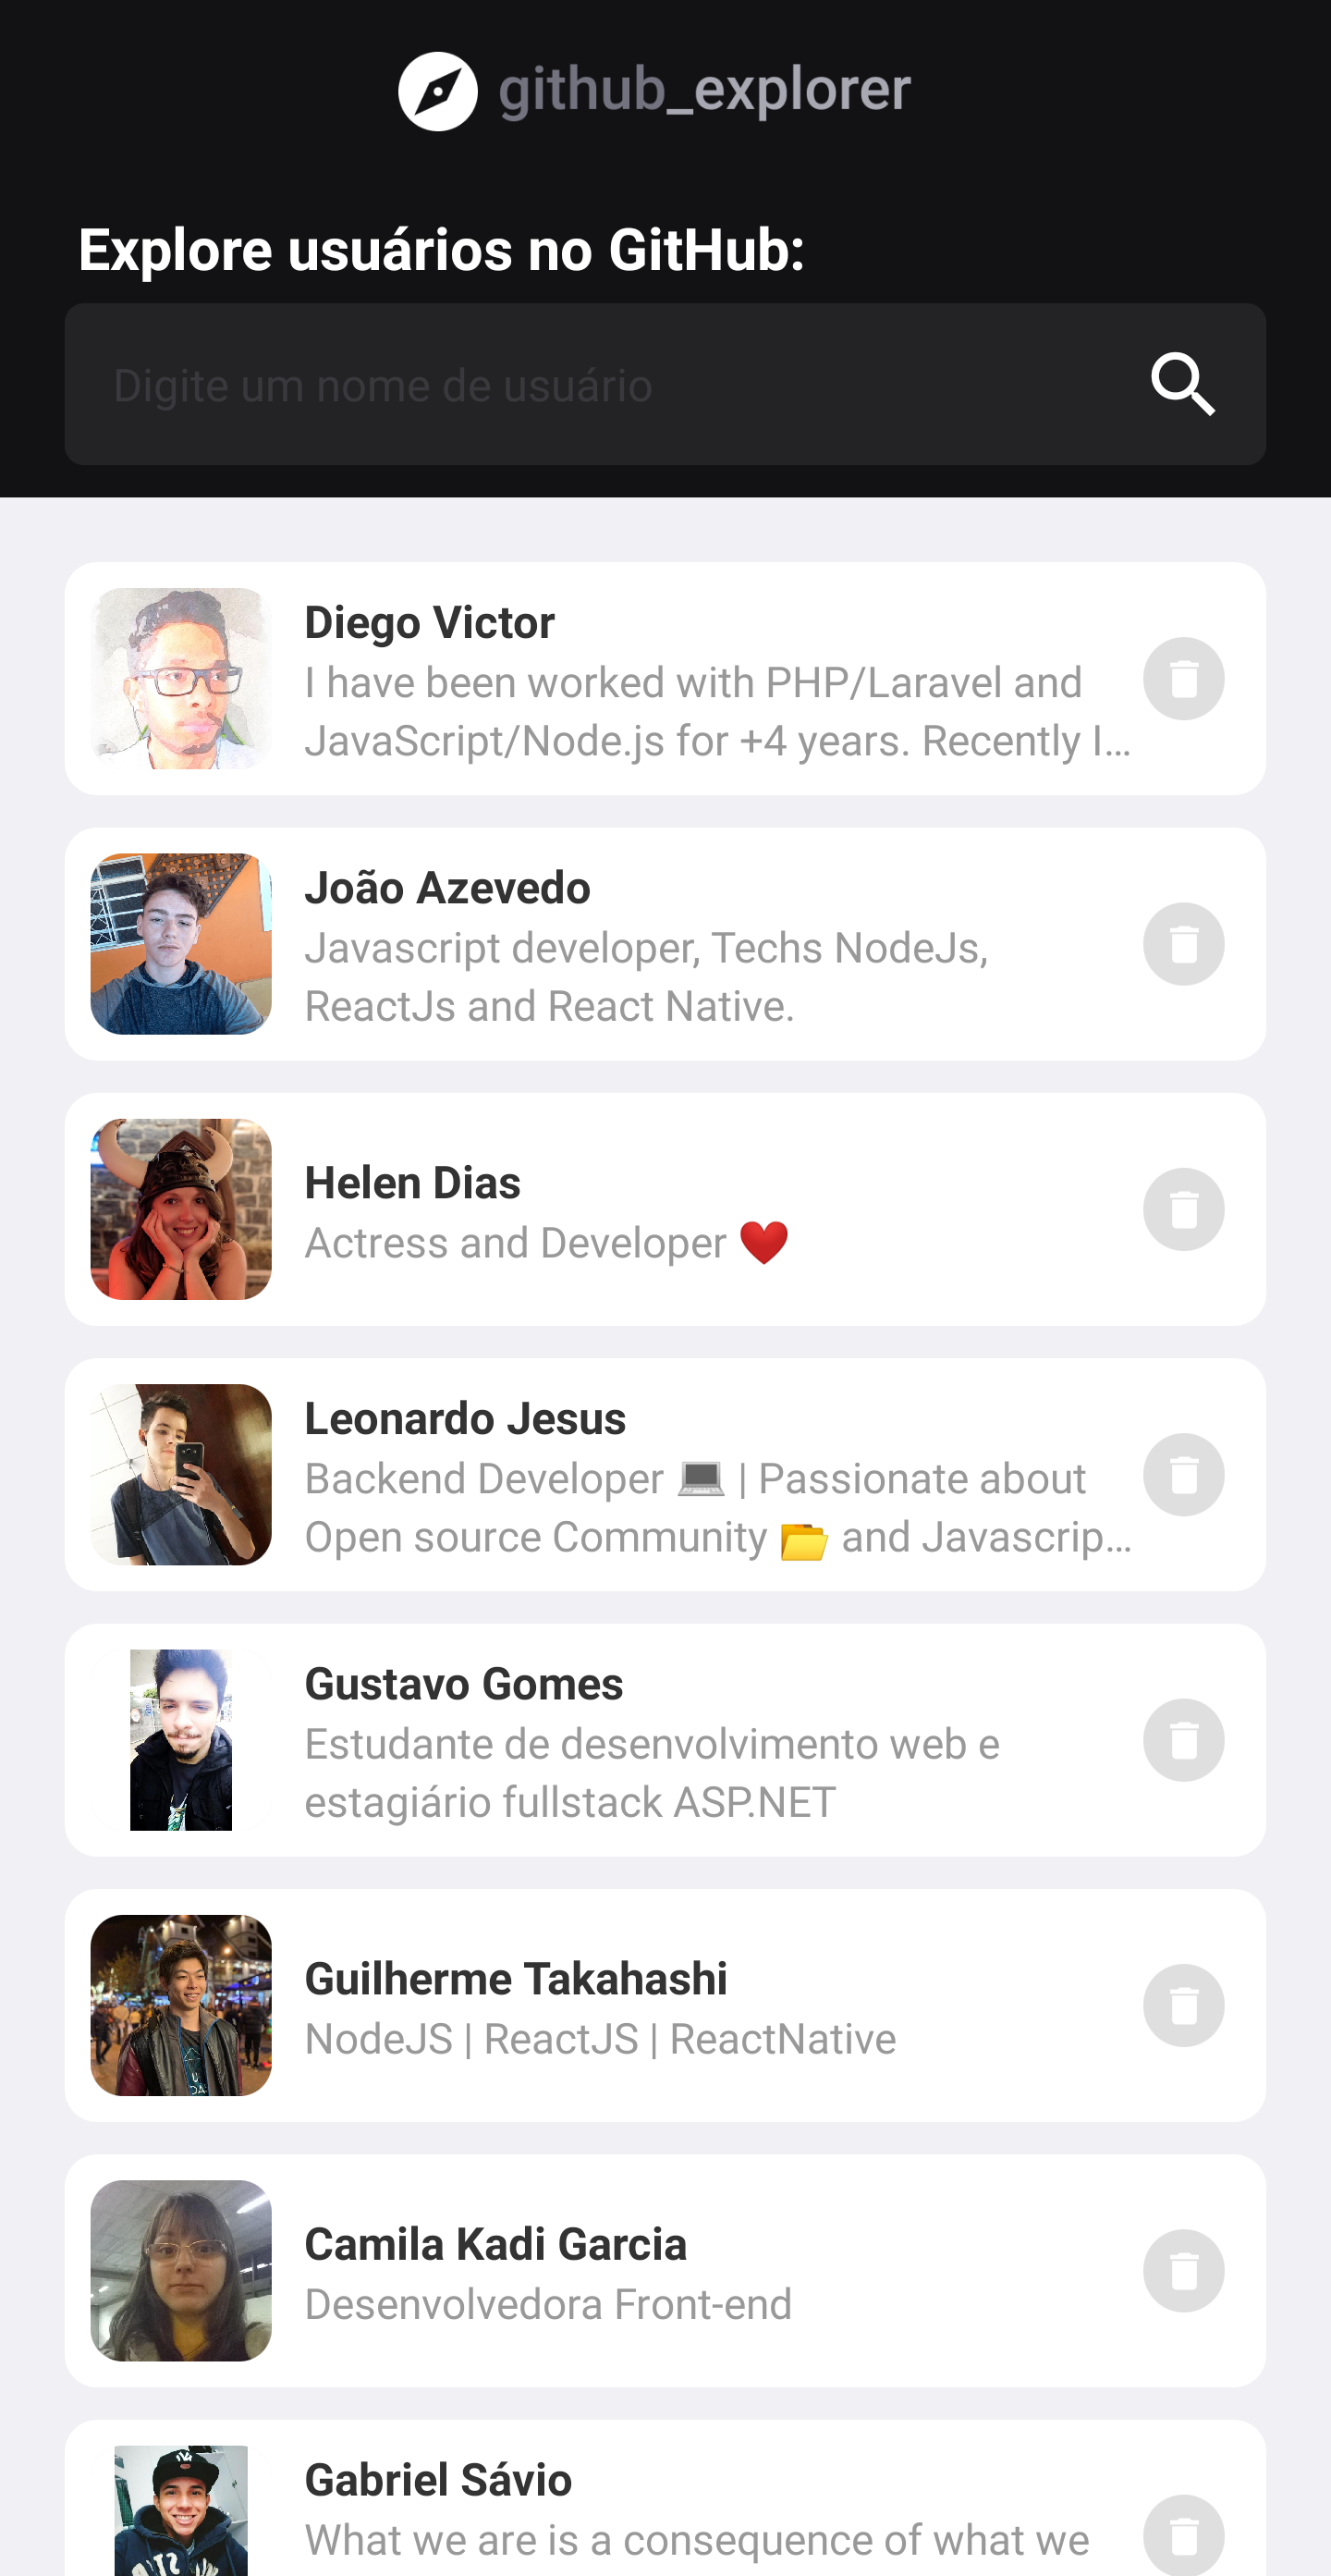 github_explorer
Explore usuários no GitHub:
Digite um nome de usuário
Diego Victor
I have been worked with PHP/Laravel and
JavaScript/Node.js for +4 years. Recently I…
João Azevedo
Javascript developer, Techs NodeJs,
ReactJs and React Native.
Helen Dias
Actress and Developer ❤️
Leonardo Jesus
Backend Developer 💻 | Passionate about
Open source Community 📂 and Javascrip…
Gustavo Gomes
Estudante de desenvolvimento web e
estagiário fullstack ASP.NET
Guilherme Takahashi
NodeJS | ReactJS | ReactNative
Camila Kadi Garcia
Desenvolvedora Front-end
Gabriel Sávio
What we are is a consequence of what we